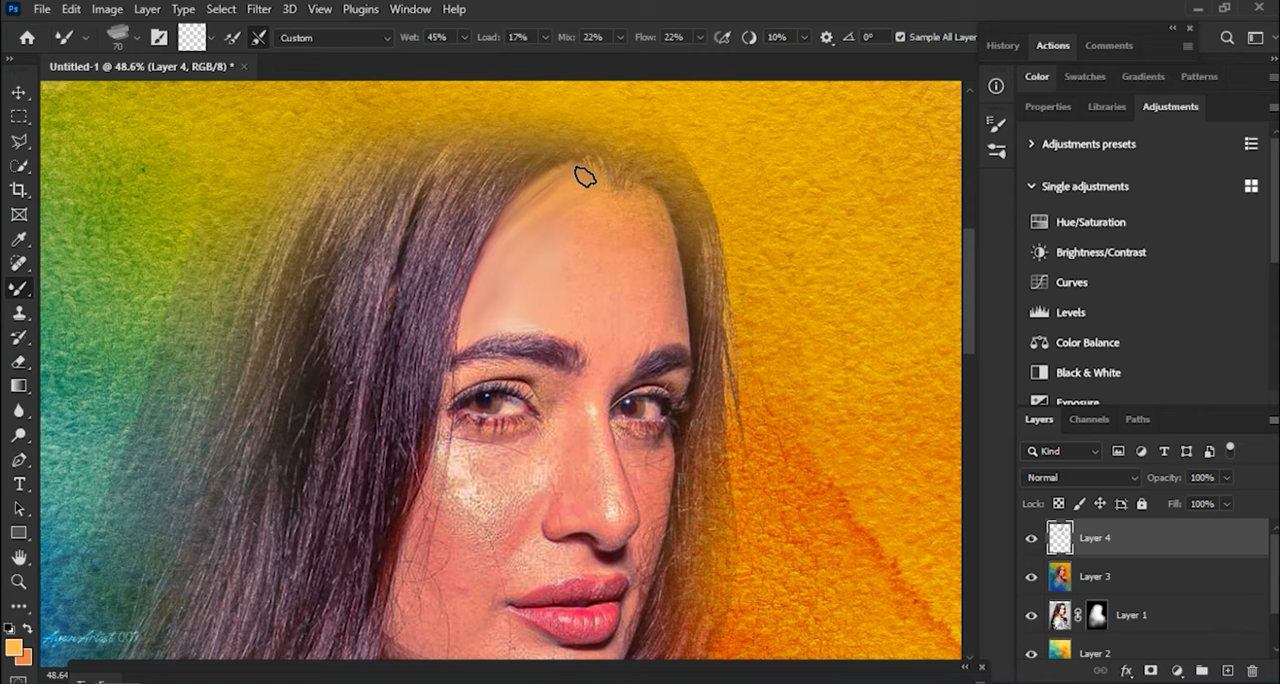 Ps File Edit Image Layer Type Select Filter 3D View Plugins Window Help
70 Custom Wet: 45% Load: 17% Mix: 22% Flow: 22% 10% 0° Sample All Layer
Untitled-1 @ 48.6% (Layer 4, RGB/8) *
History Actions Comments
Color Swatches Gradients Patterns
Properties Libraries Adjustments
Adjustments presets
Single adjustments
Hue/Saturation
Brightness/Contrast
Curves
Levels
Color Balance
Black & White
Exposure
Layers Channels Paths
Kind
Normal Opacity: 100%
Lock: Fill: 100%
Layer 4
Layer 3
Layer 1
Layer 2
48.64